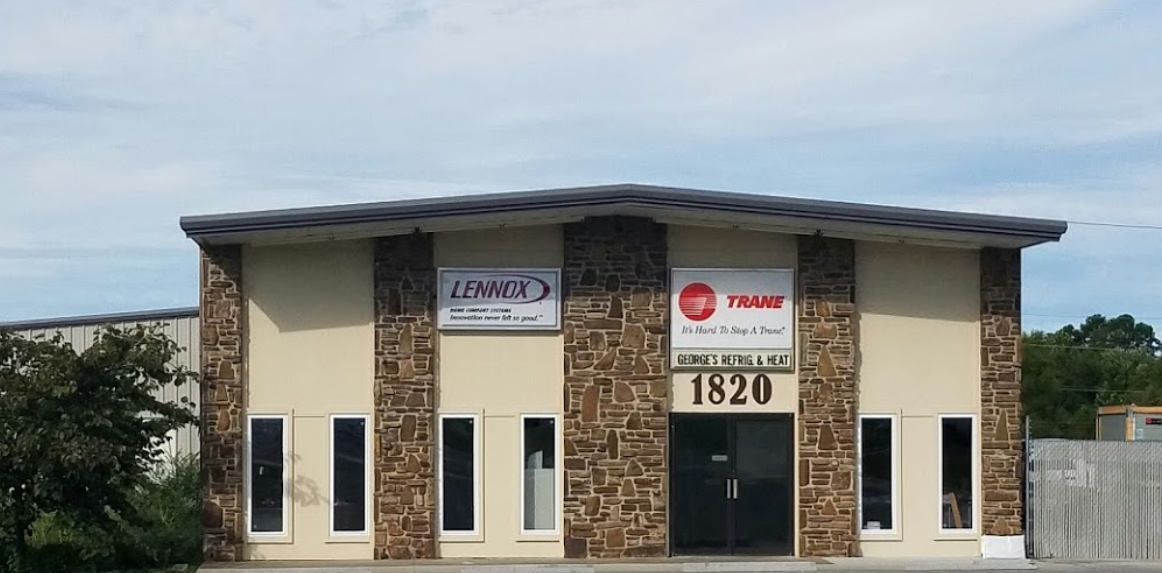 LENNOX
HOME COMFORT SYSTEMS
Innovation never felt so good.™
TRANE
It's Hard To Stop A Trane.®
GEORGE'S REFRIG. & HEAT
1820